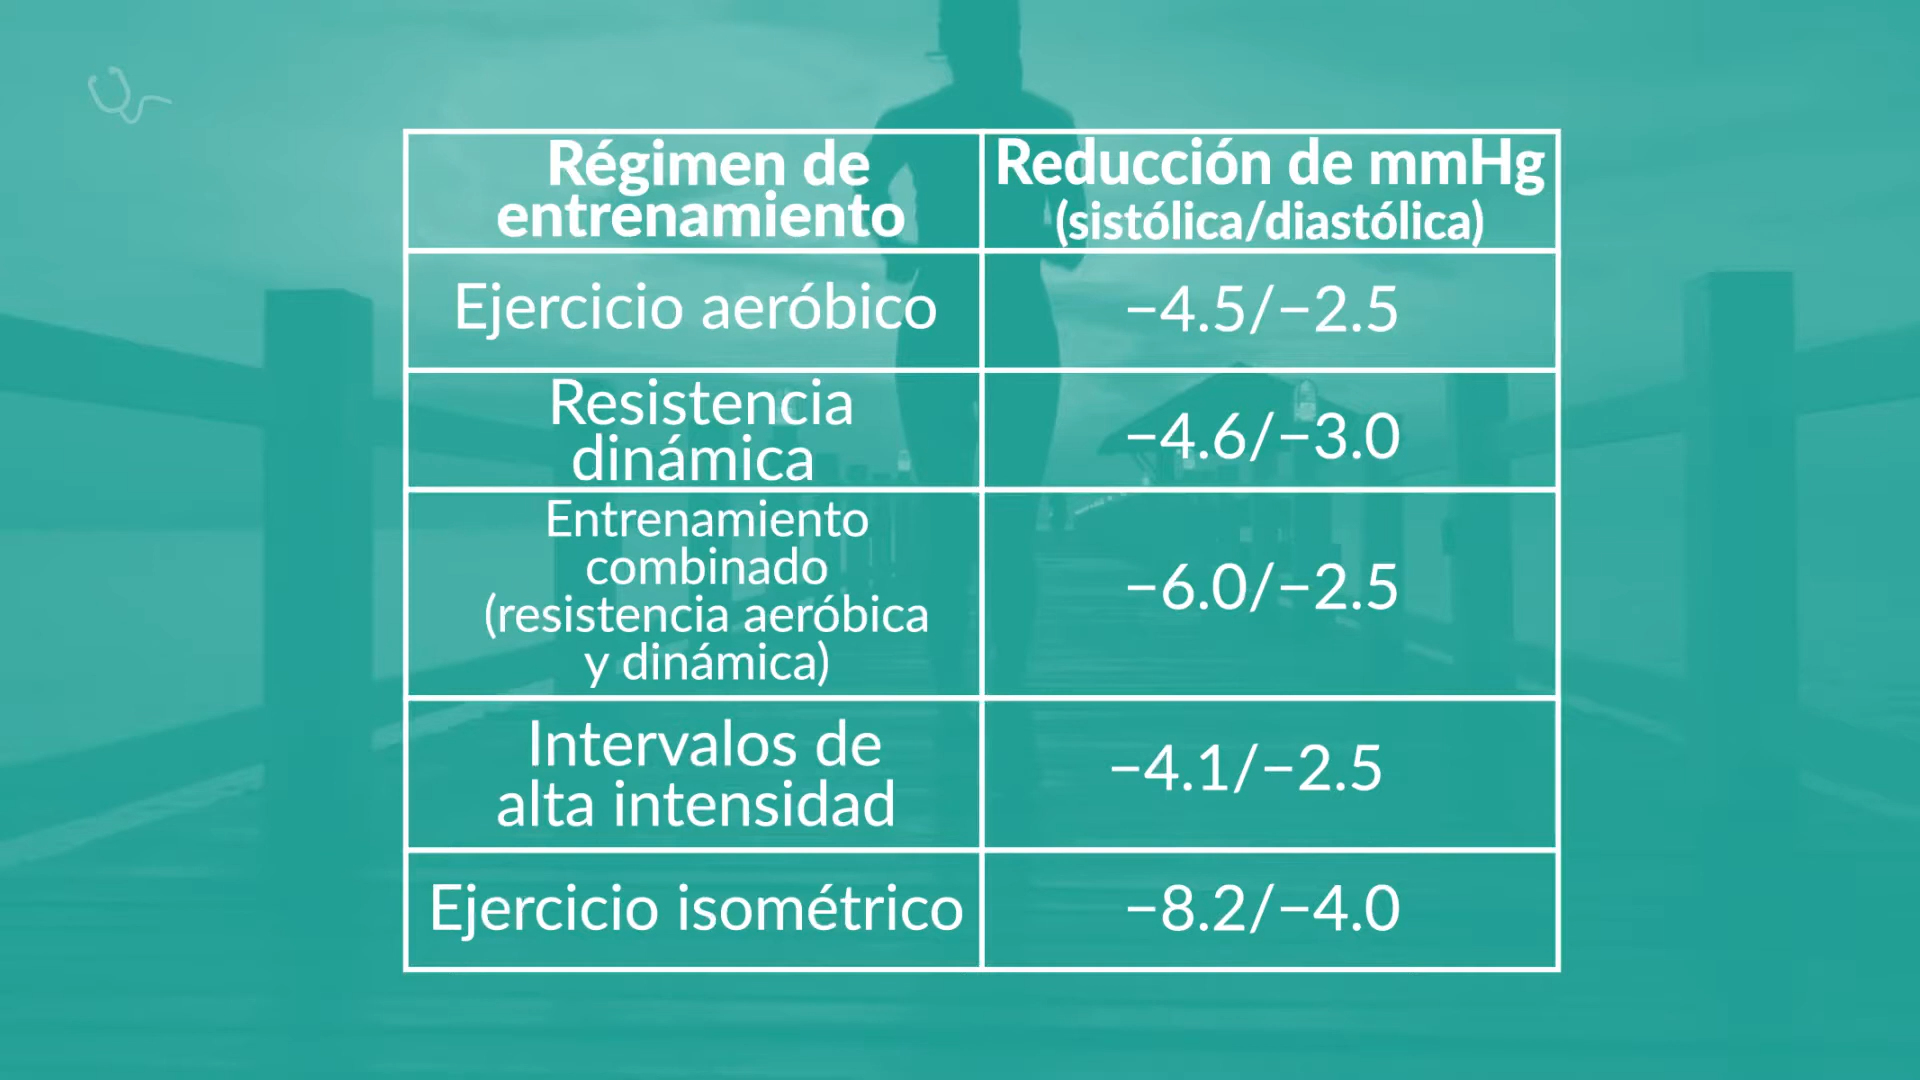 Régimen de
entrenamiento
Reducción de mmHg
(sistólica/diastólica)
Ejercicio aeróbico
−4.5/−2.5
Resistencia
dinámica
−4.6/−3.0
Entrenamiento
combinado
(resistencia aeróbica
y dinámica)
−6.0/−2.5
Intervalos de
alta intensidad
−4.1/−2.5
Ejercicio isométrico
−8.2/−4.0